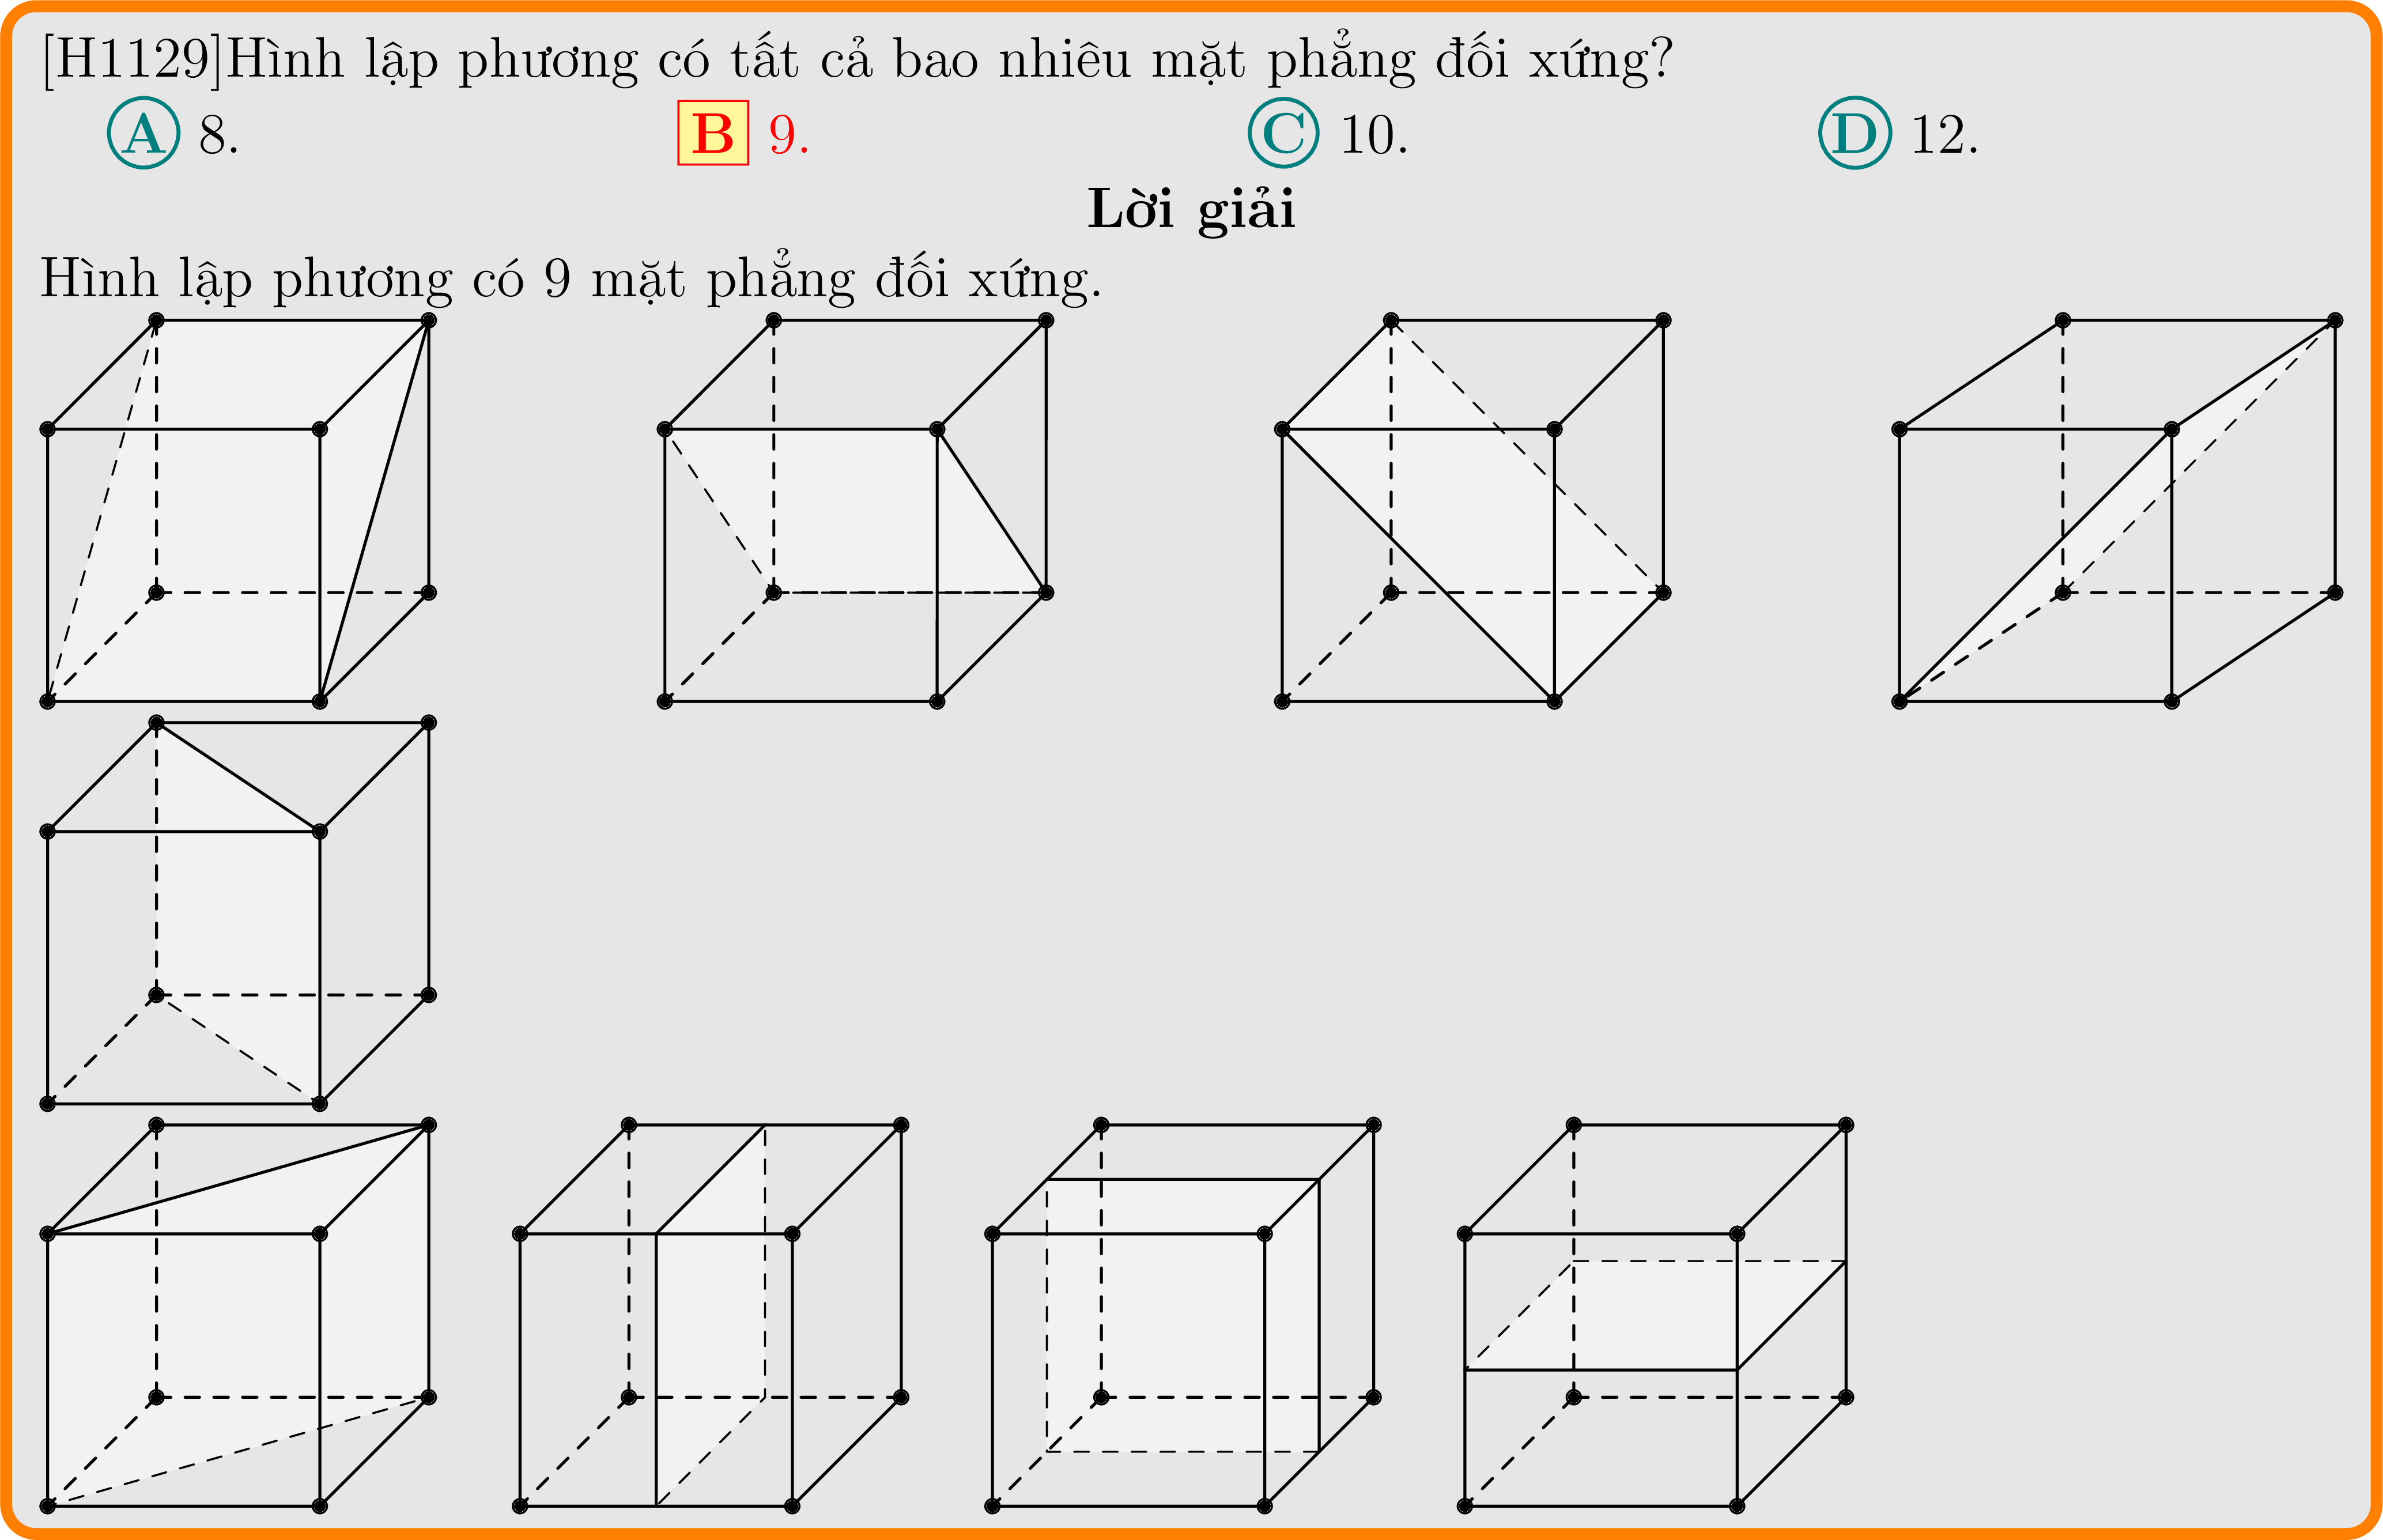 [H1129]Hình lập phương có tất cả bao nhiêu mặt phẳng đối xứng?
A 8. B 9. C 10. D 12.
Lời giải
Hình lập phương có 9 mặt phẳng đối xứng.